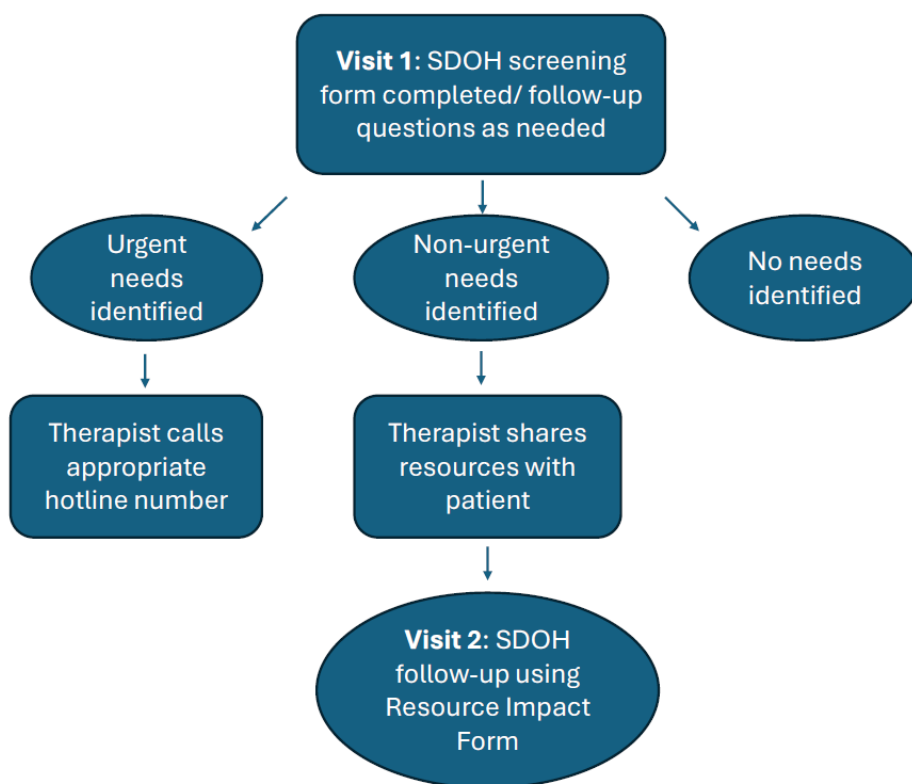 Visit 1: SDOH screening
form completed/ follow-up
questions as needed
Urgent
needs
identified
Non-urgent
needs
identified
No needs
identified
Therapist calls
appropriate
hotline number
Therapist shares
resources with
patient
Visit 2: SDOH
follow-up using
Resource Impact
Form